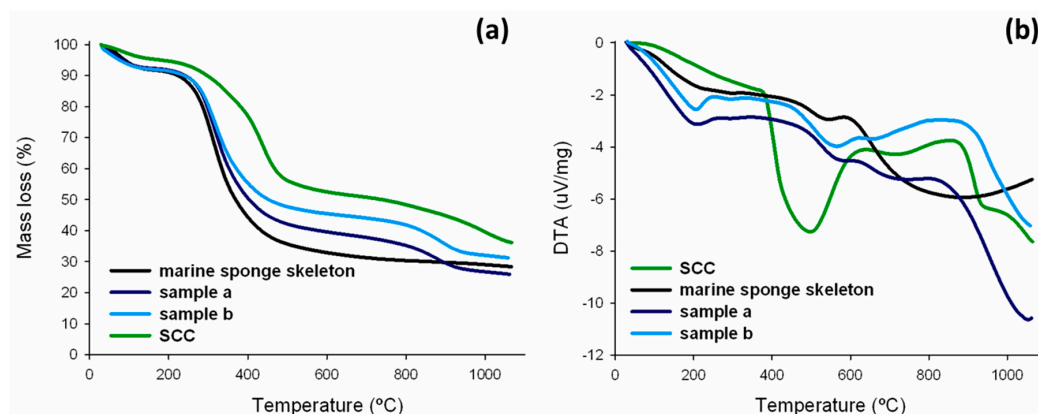 (a)
100
90
80
70
60
50
40
30
20
10
0
Mass loss (%)
marine sponge skeleton
sample a
sample b
SCC
0 200 400 600 800 1000
Temperature (ºC)
(b)
0
-2
-4
-6
-8
-10
-12
DTA (uV/mg)
SCC
marine sponge skeleton
sample a
sample b
0 200 400 600 800 1000
Temperature (ºC)